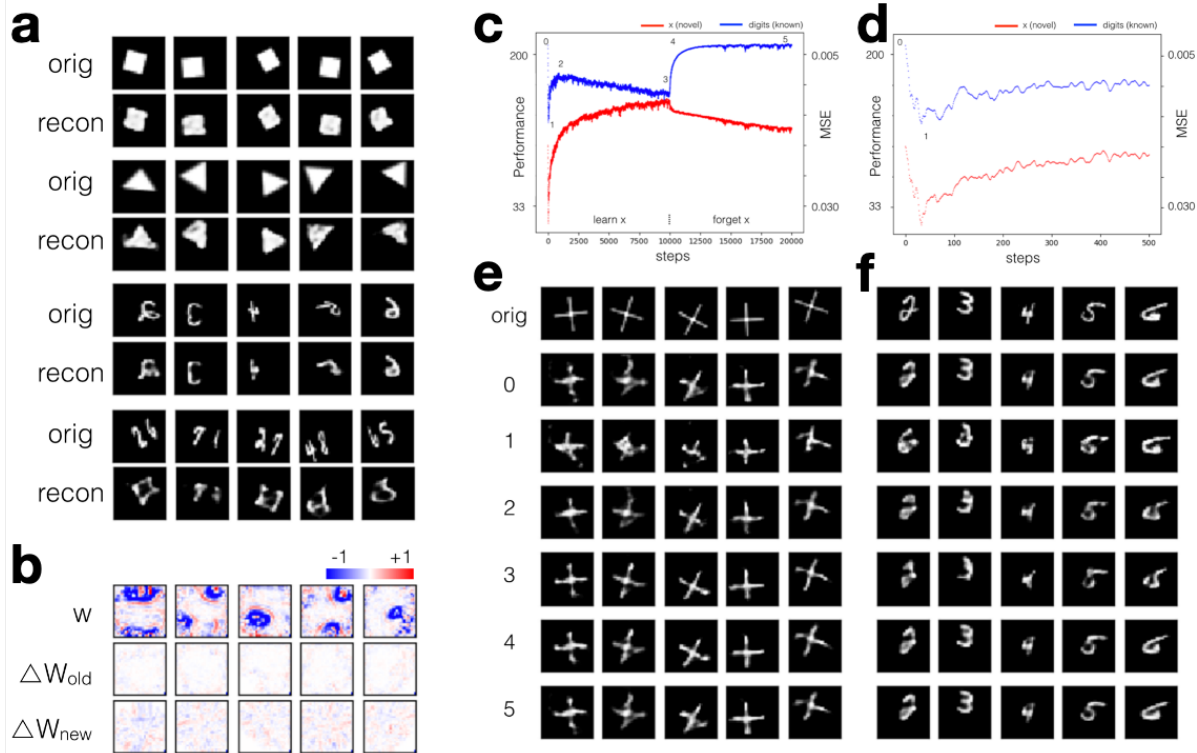 a
orig
recon
orig
recon
orig
recon
orig
recon
b
-1 +1
w
△W_old
△W_new
c
x (novel) digits (known)
200
33
Performance
0.005
0.030
MSE
0
1
2
3
4
5
learn x forget x
0 2500 5000 7500 10000 12500 15000 17500 20000
steps
d
x (novel) digits (known)
200
33
Performance
0.005
0.030
MSE
0
1
0 100 200 300 400 500
steps
e
orig
0
1
2
3
4
5
f